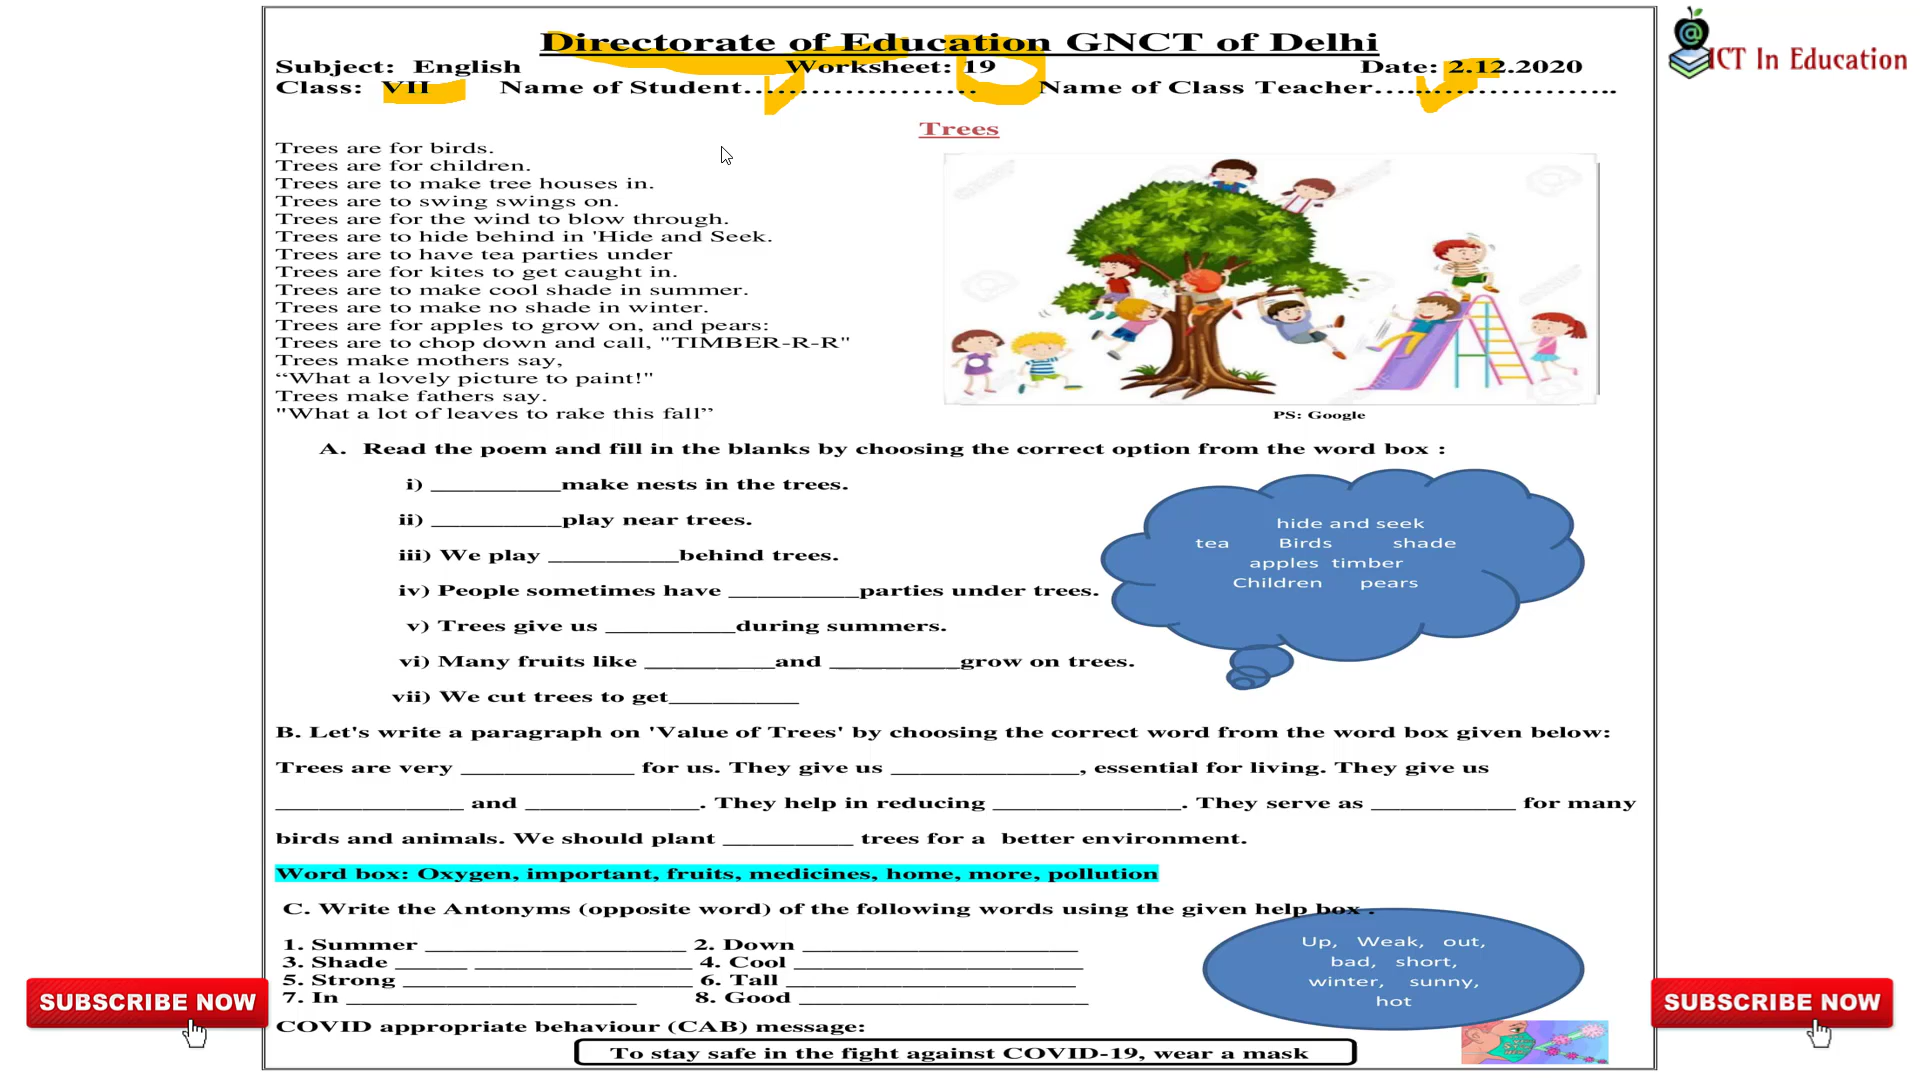 Directorate of Education GNCT of Delhi
Subject: English Worksheet: 19 Date: 2.12.2020
Class: VII Name of Student………………… Name of Class Teacher…………………..
ICT In Education
Trees
Trees are for birds.
Trees are for children.
Trees are to make tree houses in.
Trees are to swing swings on.
Trees are for the wind to blow through.
Trees are to hide behind in 'Hide and Seek.
Trees are to have tea parties under
Trees are for kites to get caught in.
Trees are to make cool shade in summer.
Trees are to make no shade in winter.
Trees are for apples to grow on, and pears:
Trees are to chop down and call, "TIMBER-R-R"
Trees make mothers say,
“What a lovely picture to paint!"
Trees make fathers say.
"What a lot of leaves to rake this fall”
PS: Google
A. Read the poem and fill in the blanks by choosing the correct option from the word box :
i) _________make nests in the trees.
ii) _________play near trees.
iii) We play _________behind trees.
iv) People sometimes have _________parties under trees.
v) Trees give us _________during summers.
vi) Many fruits like _________and _________grow on trees.
vii) We cut trees to get_________
hide and seek
tea Birds shade
apples timber
Children pears
B. Let's write a paragraph on 'Value of Trees' by choosing the correct word from the word box given below:
Trees are very ____________ for us. They give us _____________, essential for living. They give us
_____________ and ____________. They help in reducing _____________. They serve as __________ for many
birds and animals. We should plant _________ trees for a better environment.
Word box: Oxygen, important, fruits, medicines, home, more, pollution
C. Write the Antonyms (opposite word) of the following words using the given help box .
1. Summer __________________ 2. Down ___________________
3. Shade _____ _______________ 4. Cool ____________________
5. Strong ____________________ 6. Tall ____________________
7. In ____________________ 8. Good ____________________
Up, Weak, out,
bad, short,
winter, sunny,
hot
SUBSCRIBE NOW
SUBSCRIBE NOW
COVID appropriate behaviour (CAB) message:
To stay safe in the fight against COVID-19, wear a mask